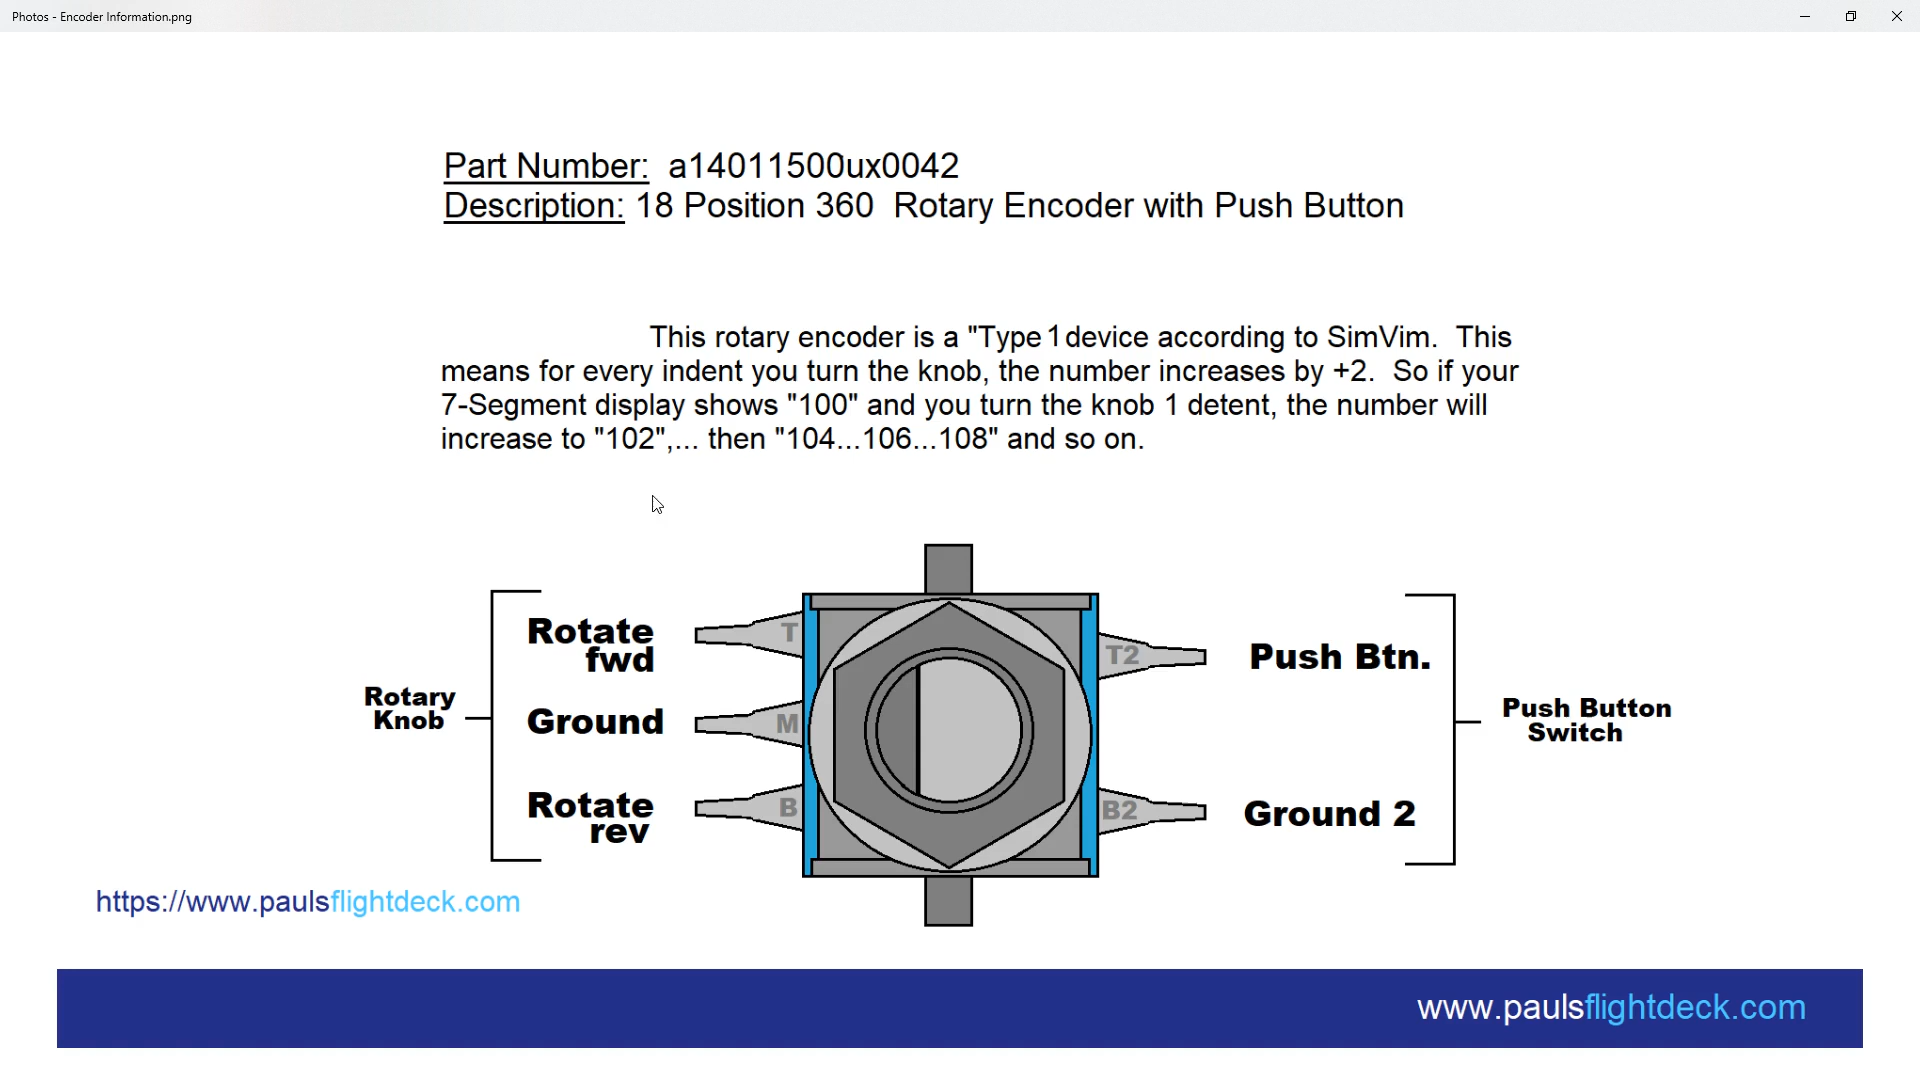 Photos - Encoder Information.png
Part Number:  a14011500ux0042
Description: 18 Position 360  Rotary Encoder with Push Button
This rotary encoder is a "Type 1 device according to SimVim.  This
means for every indent you turn the knob, the number increases by +2.  So if your
7-Segment display shows "100" and you turn the knob 1 detent, the number will
increase to "102",... then "104...106...108" and so on.
Rotary
Knob
Rotate
fwd
Ground
Rotate
rev
T
M
B
T2
B2
Push Btn.
Ground 2
Push Button
Switch
https://www.paulsflightdeck.com
www.paulsflightdeck.com